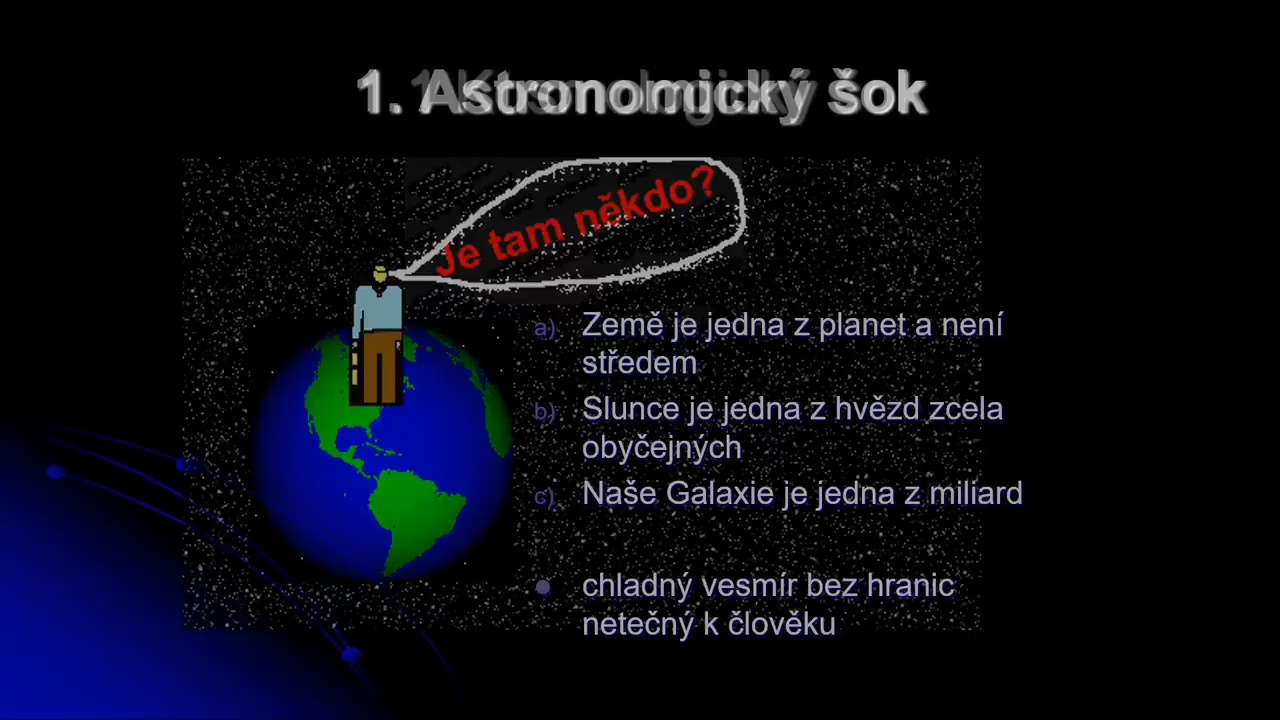 1. Astronomický šok
Je tam někdo?
a) Země je jedna z planet a není
středem
b) Slunce je jedna z hvězd zcela
obyčejných
c) Naše Galaxie je jedna z miliard
● chladný vesmír bez hranic
netečný k člověku